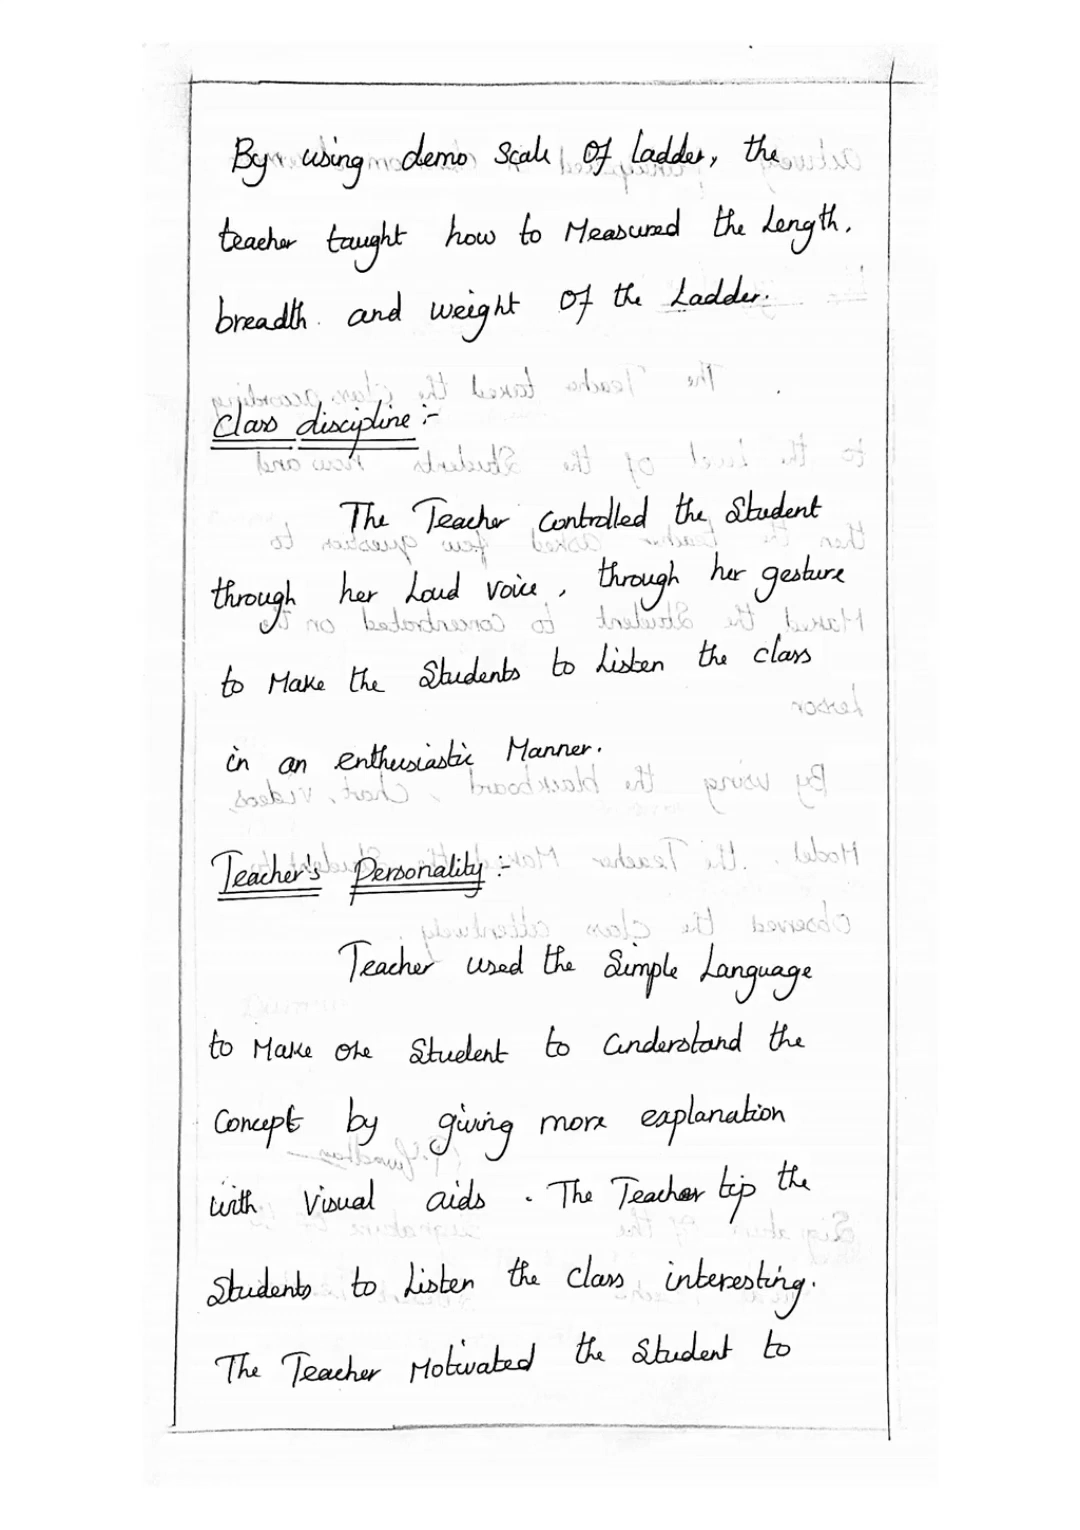 By using demo scale of ladder, the
teacher taught how to Measured the Length,
breadth and weight of the Ladder.
Class discipline :-
The Teacher controlled the Student
through her Loud voice, through her gesture
to Make the Students to Listen the class
in an enthusiastic Manner.
Teacher's Personality :-
Teacher used the Simple Language
to Make one Student to understand the
Concept by giving more explanation
with Visual aids. The Teacher tip the
Students to Listen the class interesting.
The Teacher Motivated the Student to